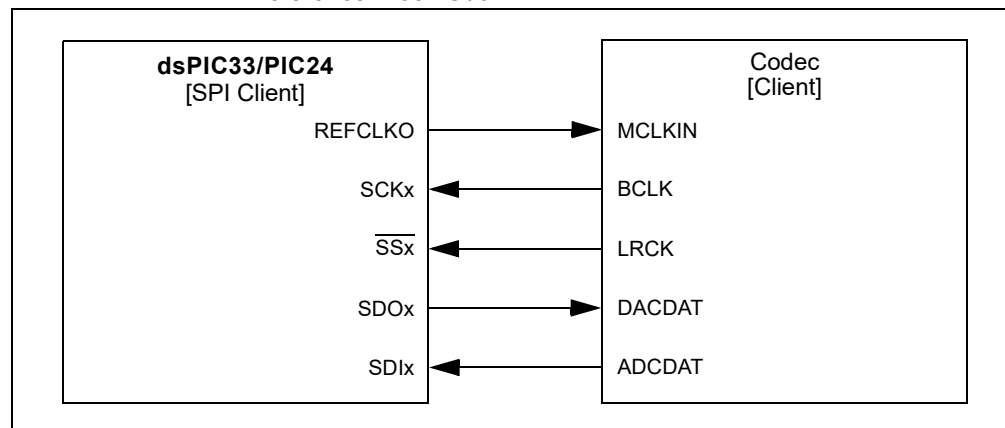 dsPIC33/PIC24
[SPI Client]
Codec
[Client]
REFCLKO
MCLKIN
SCKx
BCLK
SSx
LRCK
SDOx
DACDAT
SDIx
ADCDAT